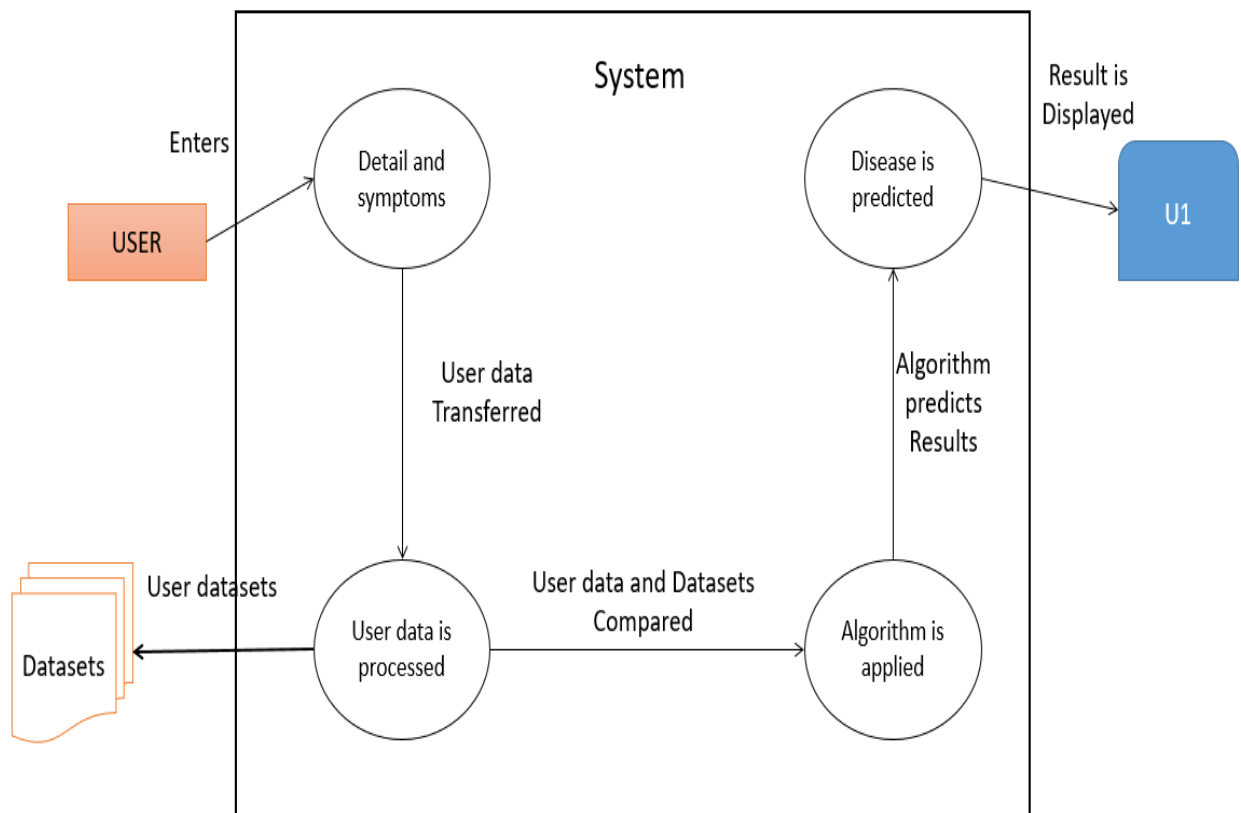 System
Enters
Detail and
symptoms
Disease is
predicted
Result is
Displayed
USER
U1
User data
Transferred
Algorithm
predicts
Results
User datasets
Datasets
User data is
processed
User data and Datasets
Compared
Algorithm is
applied